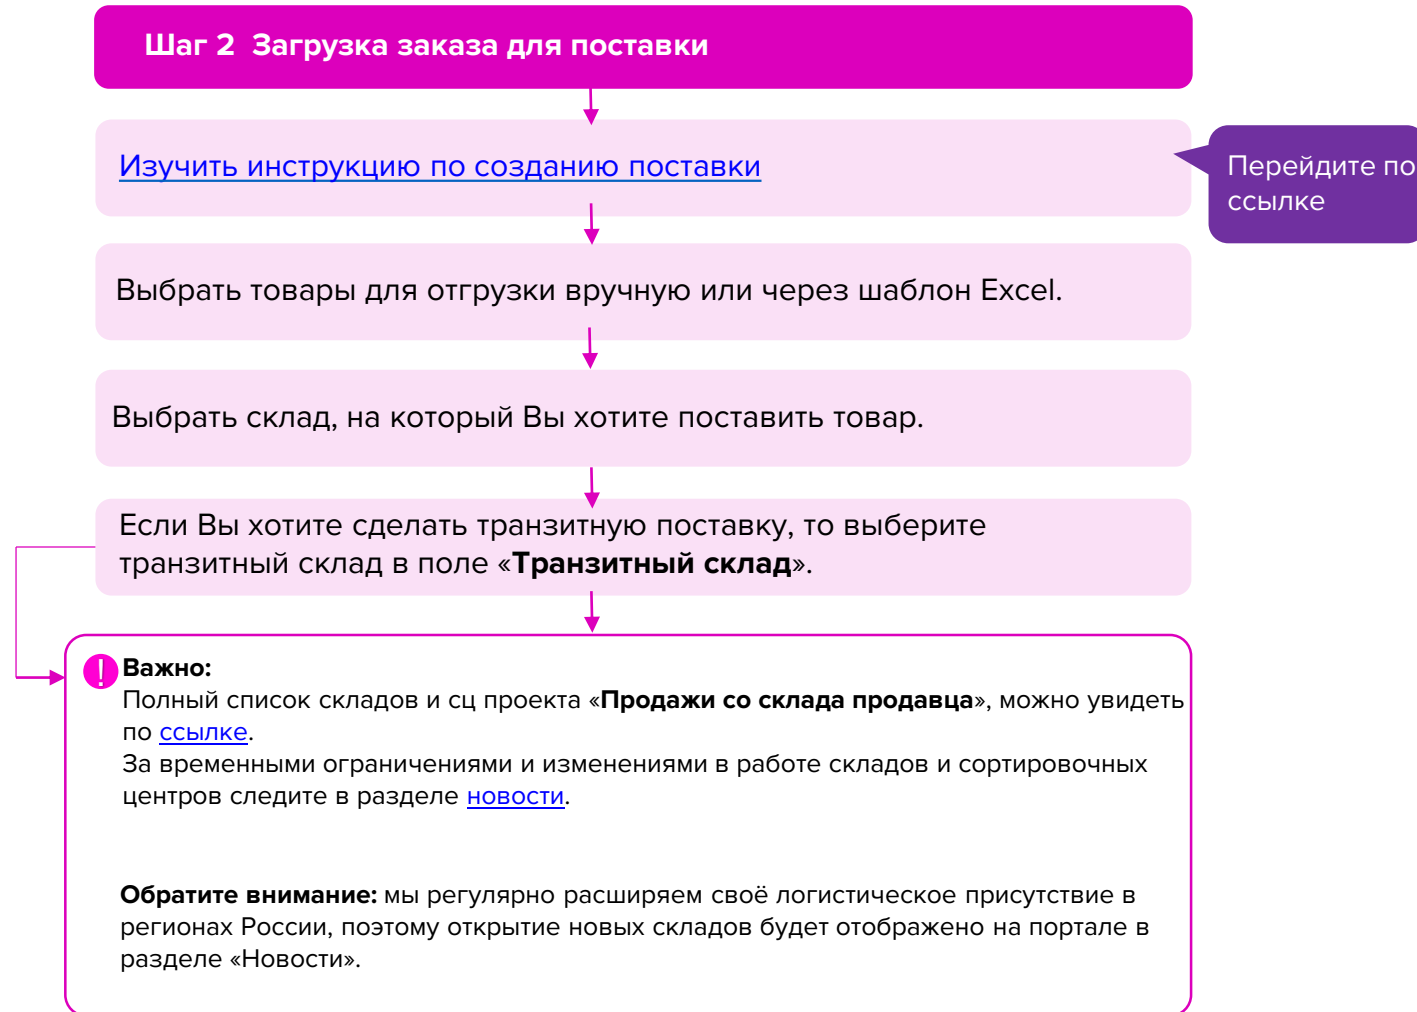 Шаг 2 Загрузка заказа для поставки
Изучить инструкцию по созданию поставки
Перейдите по
ссылке
Выбрать товары для отгрузки вручную или через шаблон Excel.
Выбрать склад, на который Вы хотите поставить товар.
Если Вы хотите сделать транзитную поставку, то выберите
транзитный склад в поле «Транзитный склад».
Важно:
Полный список складов и сц проекта «Продажи со склада продавца», можно увидеть
по ссылке.
За временными ограничениями и изменениями в работе складов и сортировочных
центров следите в разделе новости.
Обратите внимание: мы регулярно расширяем своё логистическое присутствие в
регионах России, поэтому открытие новых складов будет отображено на портале в
разделе «Новости».